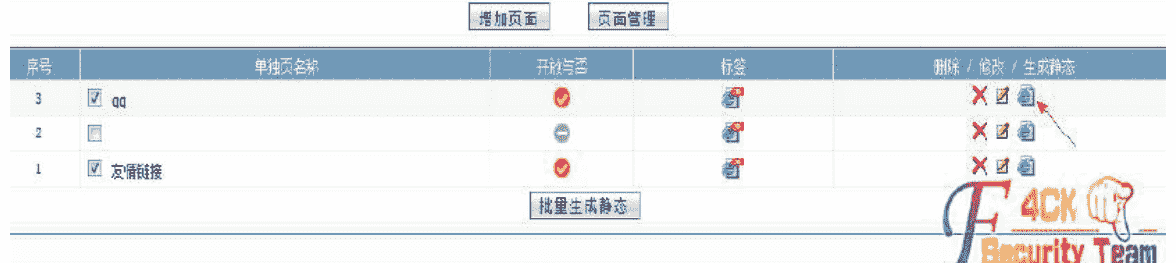 增加页面 页面管理
序号 单独页名称 开放与否 标签 删除 / 修改 / 生成静态
3 qq
2
1 友情链接
批量生成静态
F4CK
Security Team